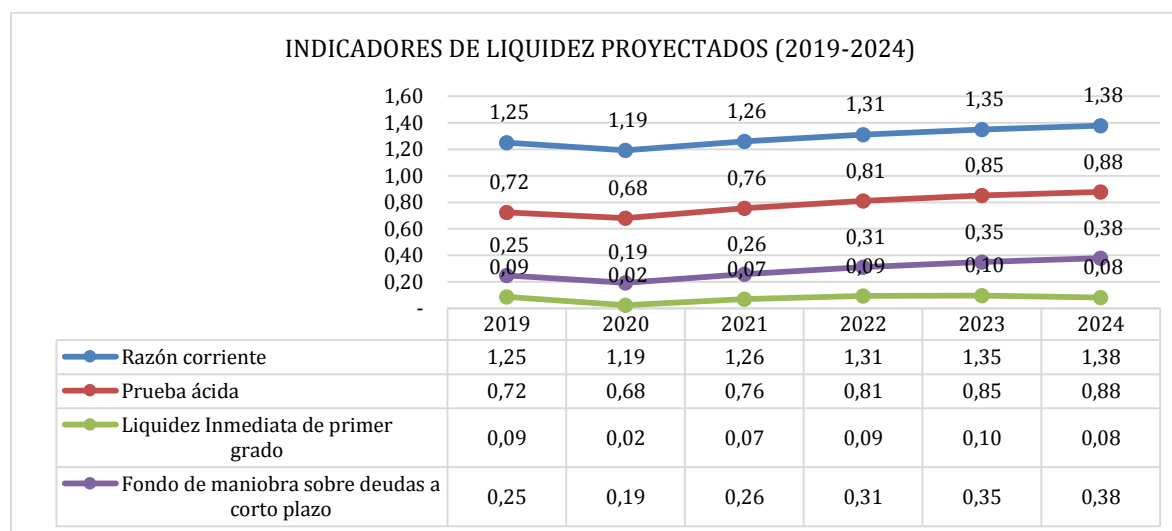 INDICADORES DE LIQUIDEZ PROYECTADOS (2019-2024)
1,60
1,40
1,20
1,00
0,80
0,60
0,40
0,20
-
1,25 1,19 1,26 1,31 1,35 1,38
0,72 0,68 0,76 0,81 0,85 0,88
0,25 0,19 0,26 0,31 0,35 0,38
0,09 0,02 0,07 0,09 0,10 0,08
2019 2020 2021 2022 2023 2024
Razón corriente 1,25 1,19 1,26 1,31 1,35 1,38
Prueba ácida 0,72 0,68 0,76 0,81 0,85 0,88
Liquidez Inmediata de primer
grado 0,09 0,02 0,07 0,09 0,10 0,08
Fondo de maniobra sobre deudas a
corto plazo 0,25 0,19 0,26 0,31 0,35 0,38